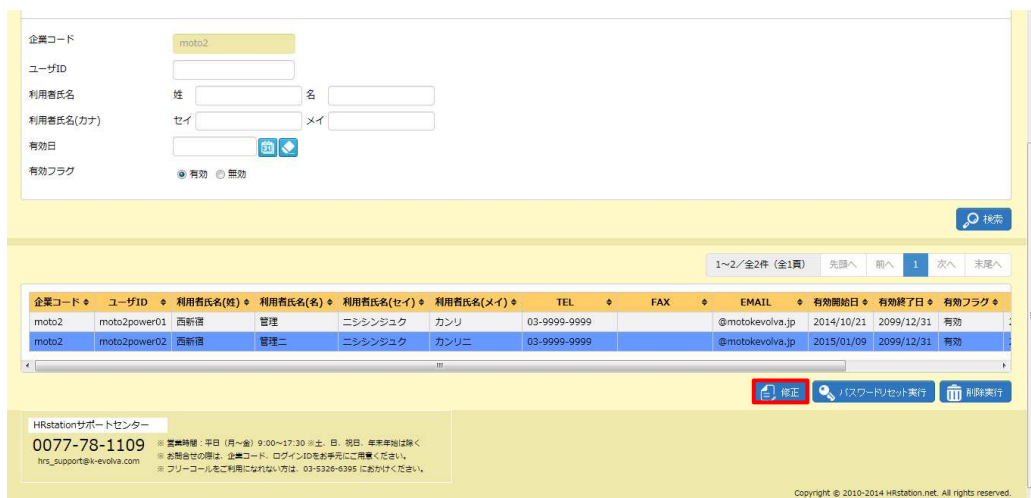 企業コード moto2
ユーザID
利用者氏名 姓 名
利用者氏名(カナ) セイ メイ
有効日 31
有効フラグ 有効 無効
検索
1～2／全2件（全1頁） 先頭へ 前へ 1 次へ 末尾へ
企業コード ユーザID 利用者氏名(姓) 利用者氏名(名) 利用者氏名(セイ) 利用者氏名(メイ) TEL FAX EMAIL 有効開始日 有効終了日 有効フラグ
moto2 moto2power01 西新宿 管理 ニシシンジュク カンリ 03-9999-9999 @motokevolva.jp 2014/10/21 2099/12/31 有効
moto2 moto2power02 西新宿 管理二 ニシシンジュク カンリニ 03-9999-9999 @motokevolva.jp 2015/01/09 2099/12/31 有効
修正 パスワードリセット実行 削除実行
HRstationサポートセンター
0077-78-1109
hrs_support@k-evolva.com
※ 営業時間：平日（月～金）9:00～17:30 ※土、日、祝日、年末年始は除く
※ お問合せの際は、企業コード、ログインIDをお手元にご用意ください。
※ フリーコールをご利用になれない方は、03-5326-6395 におかけください。
Copyright © 2010-2014 HRstation.net. All rights reserved.